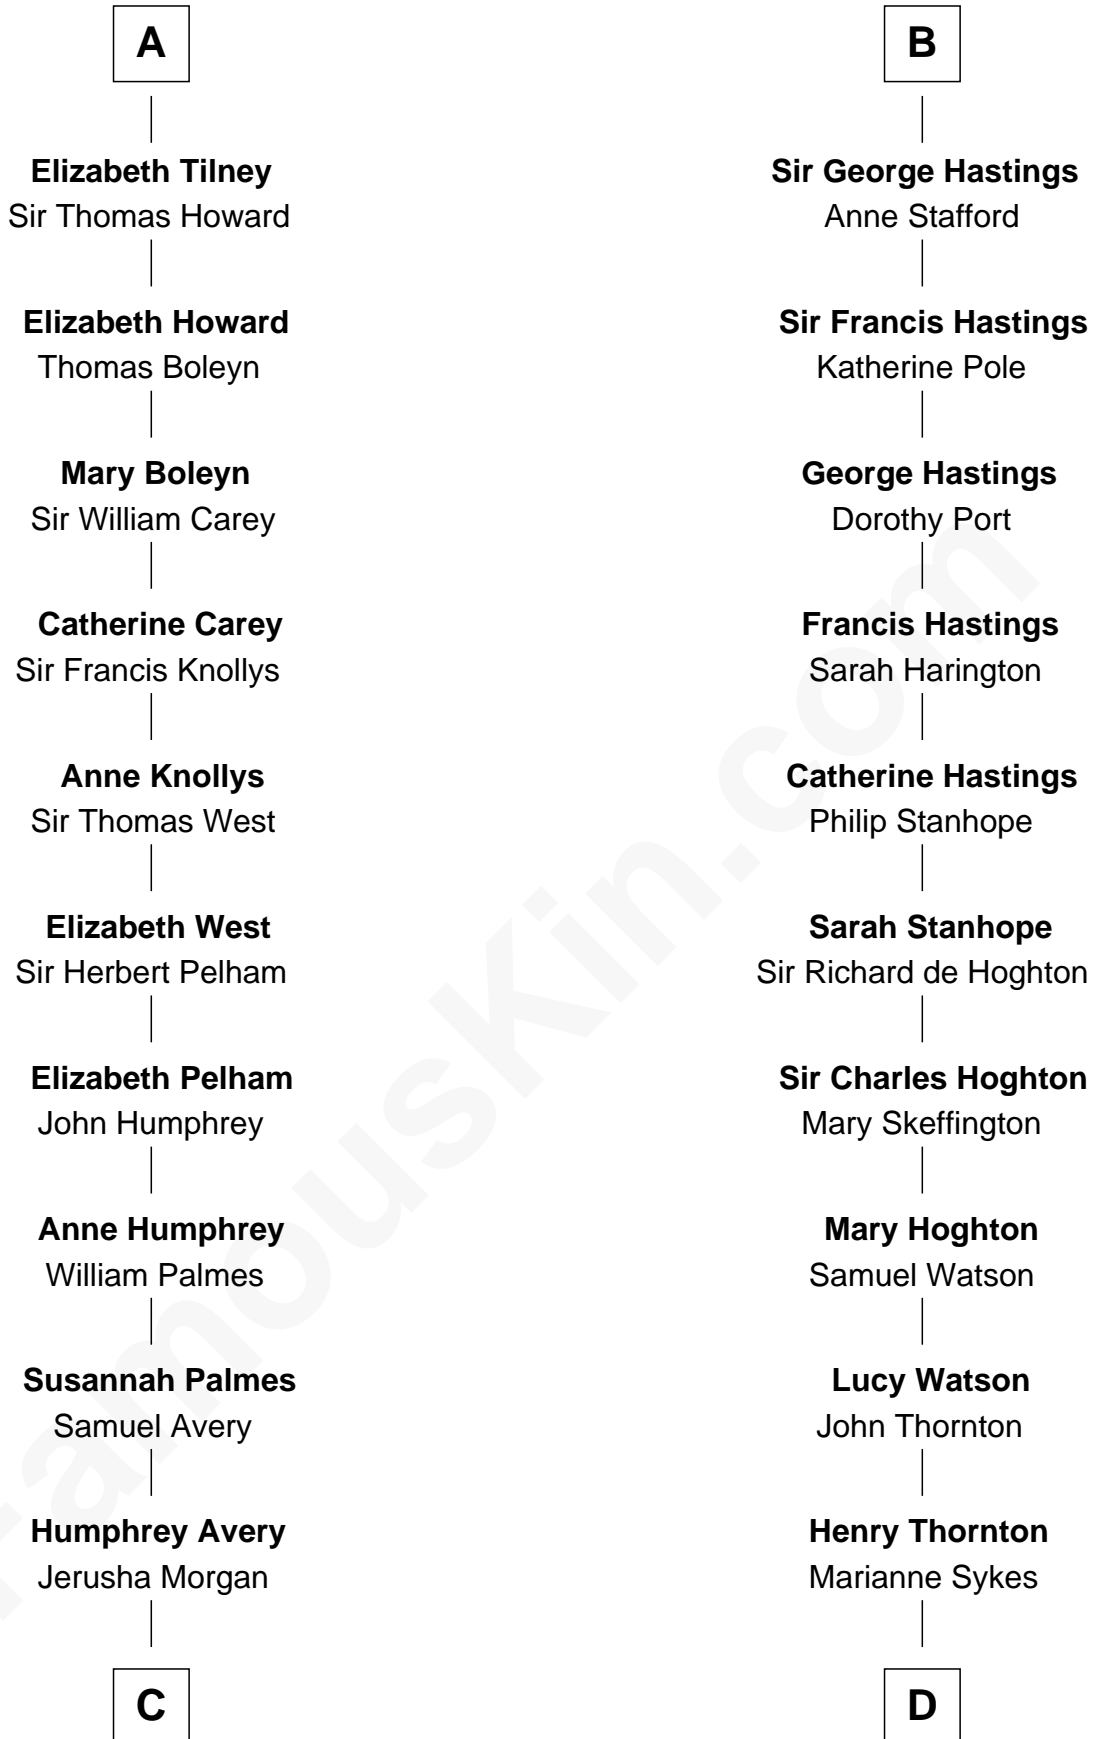 A
Elizabeth Tilney
Sir Thomas Howard
Elizabeth Howard
Thomas Boleyn
Mary Boleyn
Sir William Carey
Catherine Carey
Sir Francis Knollys
Anne Knollys
Sir Thomas West
Elizabeth West
Sir Herbert Pelham
Elizabeth Pelham
John Humphrey
Anne Humphrey
William Palmes
Susannah Palmes
Samuel Avery
Humphrey Avery
Jerusha Morgan
C
B
Sir George Hastings
Anne Stafford
Sir Francis Hastings
Katherine Pole
George Hastings
Dorothy Port
Francis Hastings
Sarah Harington
Catherine Hastings
Philip Stanhope
Sarah Stanhope
Sir Richard de Hoghton
Sir Charles Hoghton
Mary Skeffington
Mary Hoghton
Samuel Watson
Lucy Watson
John Thornton
Henry Thornton
Marianne Sykes
D
FamousKin.com